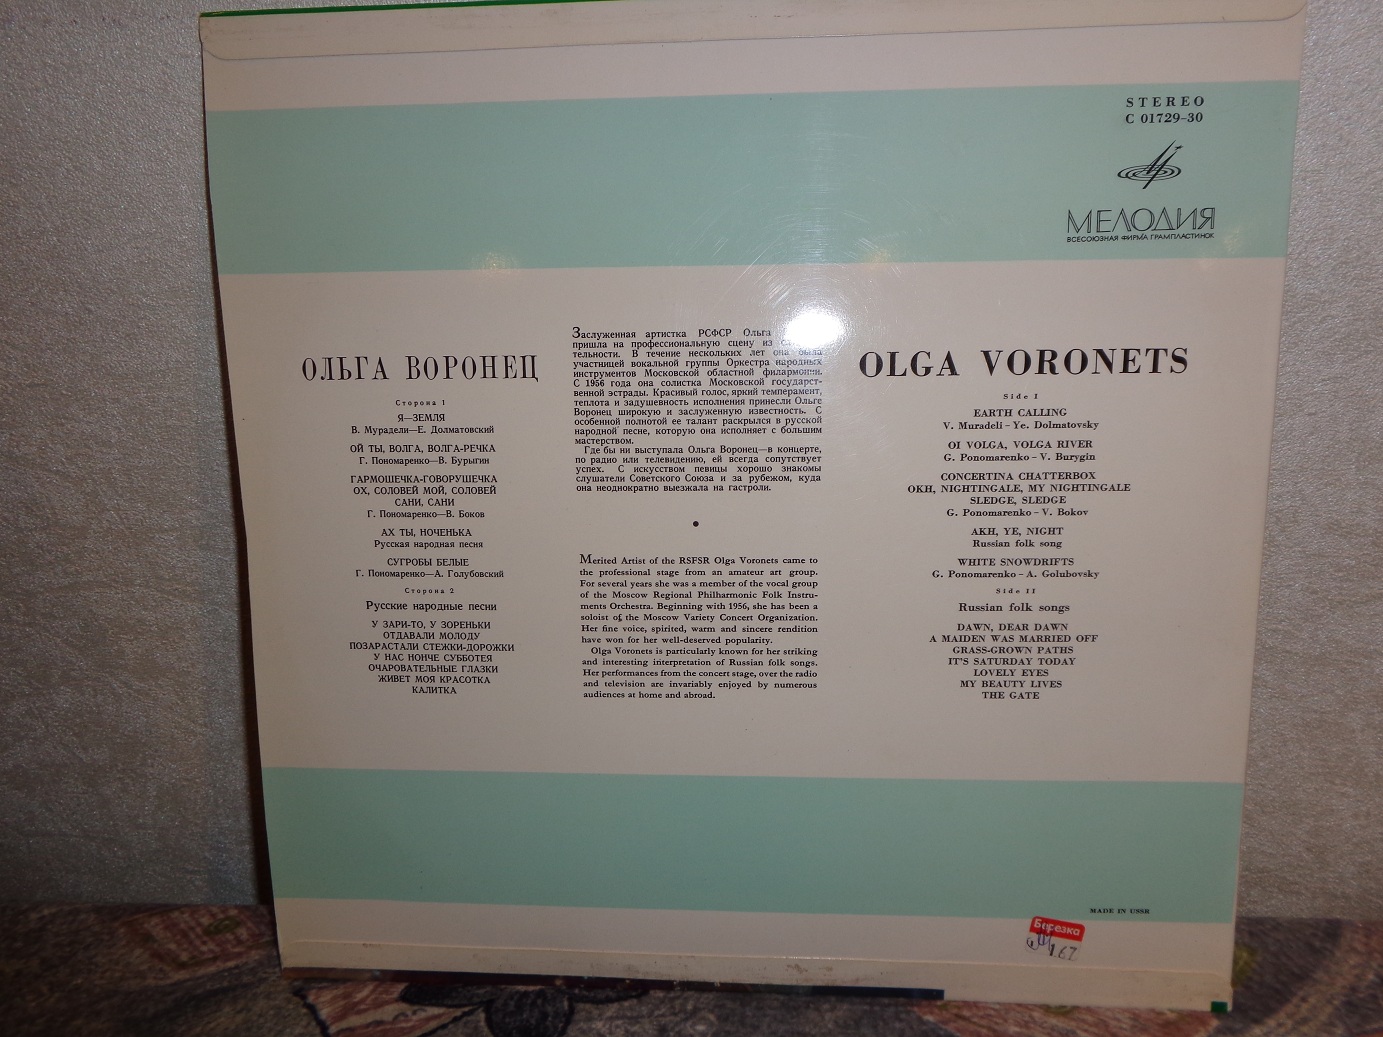 STEREO
C 01729-30
МЕЛОДИЯ
ВСЕСОЮЗНАЯ ФИРМА ГРАМПЛАСТИНОК
ОЛЬГА ВОРОНЕЦ
Сторона 1
Я—ЗЕМЛЯ
В. Мурадели—Е. Долматовский
ОЙ ТЫ, ВОЛГА, ВОЛГА-РЕЧКА
Г. Пономаренко—В. Бурыгин
ГАРМОШЕЧКА-ГОВОРУШЕЧКА
ОХ, СОЛОВЕЙ МОЙ, СОЛОВЕЙ
САНИ, САНИ
Г. Пономаренко—В. Боков
АХ ТЫ, НОЧЕНЬКА
Русская народная песня
СУГРОБЫ БЕЛЫЕ
Г. Пономаренко—А. Голубовский
Сторона 2
Русские народные песни
У ЗАРИ-ТО, У ЗОРЕНЬКИ
ОТДАВАЛИ МОЛОДУ
ПОЗАРАСТАЛИ СТЕЖКИ-ДОРОЖКИ
У НАС НОНЧЕ СУББОТЕЯ
ОЧАРОВАТЕЛЬНЫЕ ГЛАЗКИ
ЖИВЕТ МОЯ КРАСОТКА
КАЛИТКА
Заслуженная артистка РСФСР Ольга
пришла на профессиональную сцену из
тельности. В течение нескольких лет она была
участницей вокальной группы Оркестра народных
инструментов Московской областной филармонии.
С 1956 года она солистка Московской государст-
венной эстрады. Красивый голос, яркий темперамент,
теплота и задушевность исполнения принесли Ольге
Воронец широкую и заслуженную известность. С
особенной полнотой ее талант раскрылся в русской
народной песне, которую она исполняет с большим
мастерством.
Где бы ни выступала Ольга Воронец—в концерте,
по радио или телевидению, ей всегда сопутствует
успех. С искусством певицы хорошо знакомы
слушатели Советского Союза и за рубежом, куда
она неоднократно выезжала на гастроли.
•
Merited Artist of the RSFSR Olga Voronets came to
the professional stage from an amateur art group.
For several years she was a member of the vocal group
of the Moscow Regional Philharmonic Folk Instru-
ments Orchestra. Beginning with 1956, she has been a
soloist of the Moscow Variety Concert Organization.
Her fine voice, spirited, warm and sincere rendition
have won for her well-deserved popularity.
Olga Voronets is particularly known for her striking
and interesting interpretation of Russian folk songs.
Her performances from the concert stage, over the radio
and television are invariably enjoyed by numerous
audiences at home and abroad.
OLGA VORONETS
Side I
EARTH CALLING
V. Muradeli - Ye. Dolmatovsky
OI VOLGA, VOLGA RIVER
G. Ponomarenko - V. Burygin
CONCERTINA CHATTERBOX
OKH, NIGHTINGALE, MY NIGHTINGALE
SLEDGE, SLEDGE
G. Ponomarenko - V. Bokov
AKH, YE, NIGHT
Russian folk song
WHITE SNOWDRIFTS
G. Ponomarenko - A. Golubovsky
Side II
Russian folk songs
DAWN, DEAR DAWN
A MAIDEN WAS MARRIED OFF
GRASS-GROWN PATHS
IT'S SATURDAY TODAY
LOVELY EYES
MY BEAUTY LIVES
THE GATE
MADE IN USSR
Березка